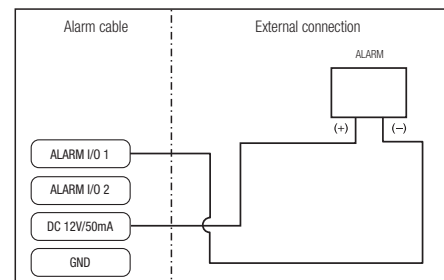 Alarm cable
External connection
ALARM
(+)
(−)
ALARM I/O 1
ALARM I/O 2
DC 12V/50mA
GND